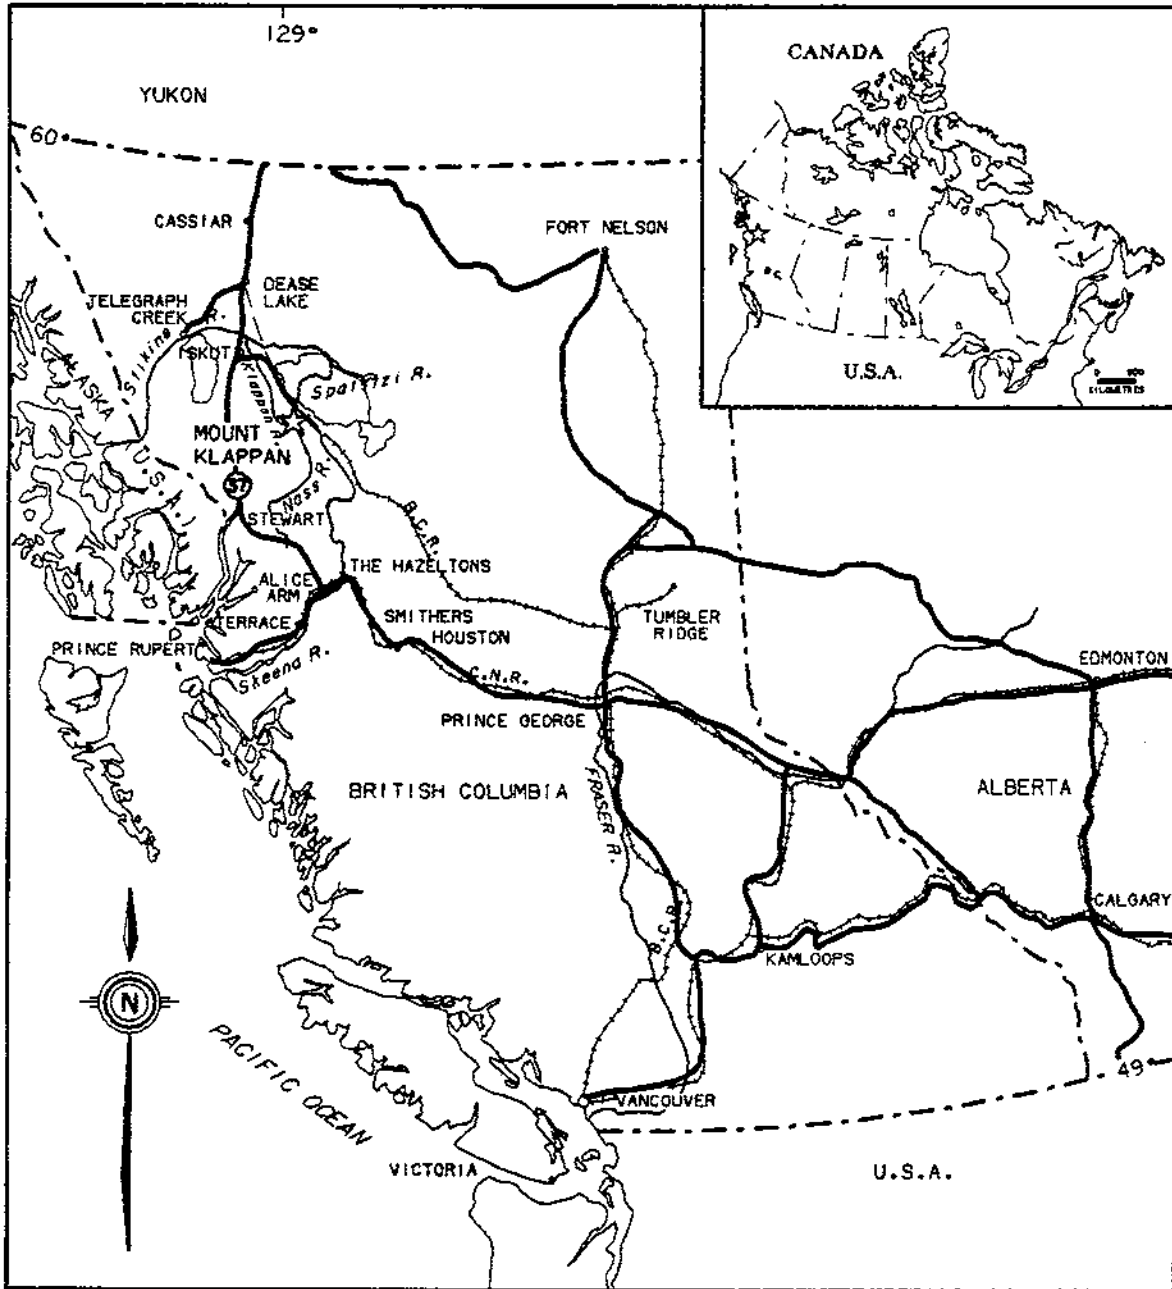 129°
CANADA
YUKON
60°
CASSIAR
FORT NELSON
B.C.
DEASE
LAKE
TELEGRAPH
CREEK
R.
Stikine
ISKUT
Klappan R.
Spatsizi R.
U.S.A.
0
KILOMETRES
ALASKA
(U.S.A.)
MOUNT
KLAPPAN
37
Nass R.
B.C.R.
STEWART
THE HAZELTONS
ALICE
ARM
SMITHERS
TUMBLER
RIDGE
TERRACE
HOUSTON
PRINCE RUPERT
EDMONTON
Skeena R.
C.N.R.
PRINCE GEORGE
BRITISH COLUMBIA
ALBERTA
FRASER R.
CALGARY
B.C.R.
KAMLOOPS
N
PACIFIC OCEAN
49°
VANCOUVER
VICTORIA
U.S.A.